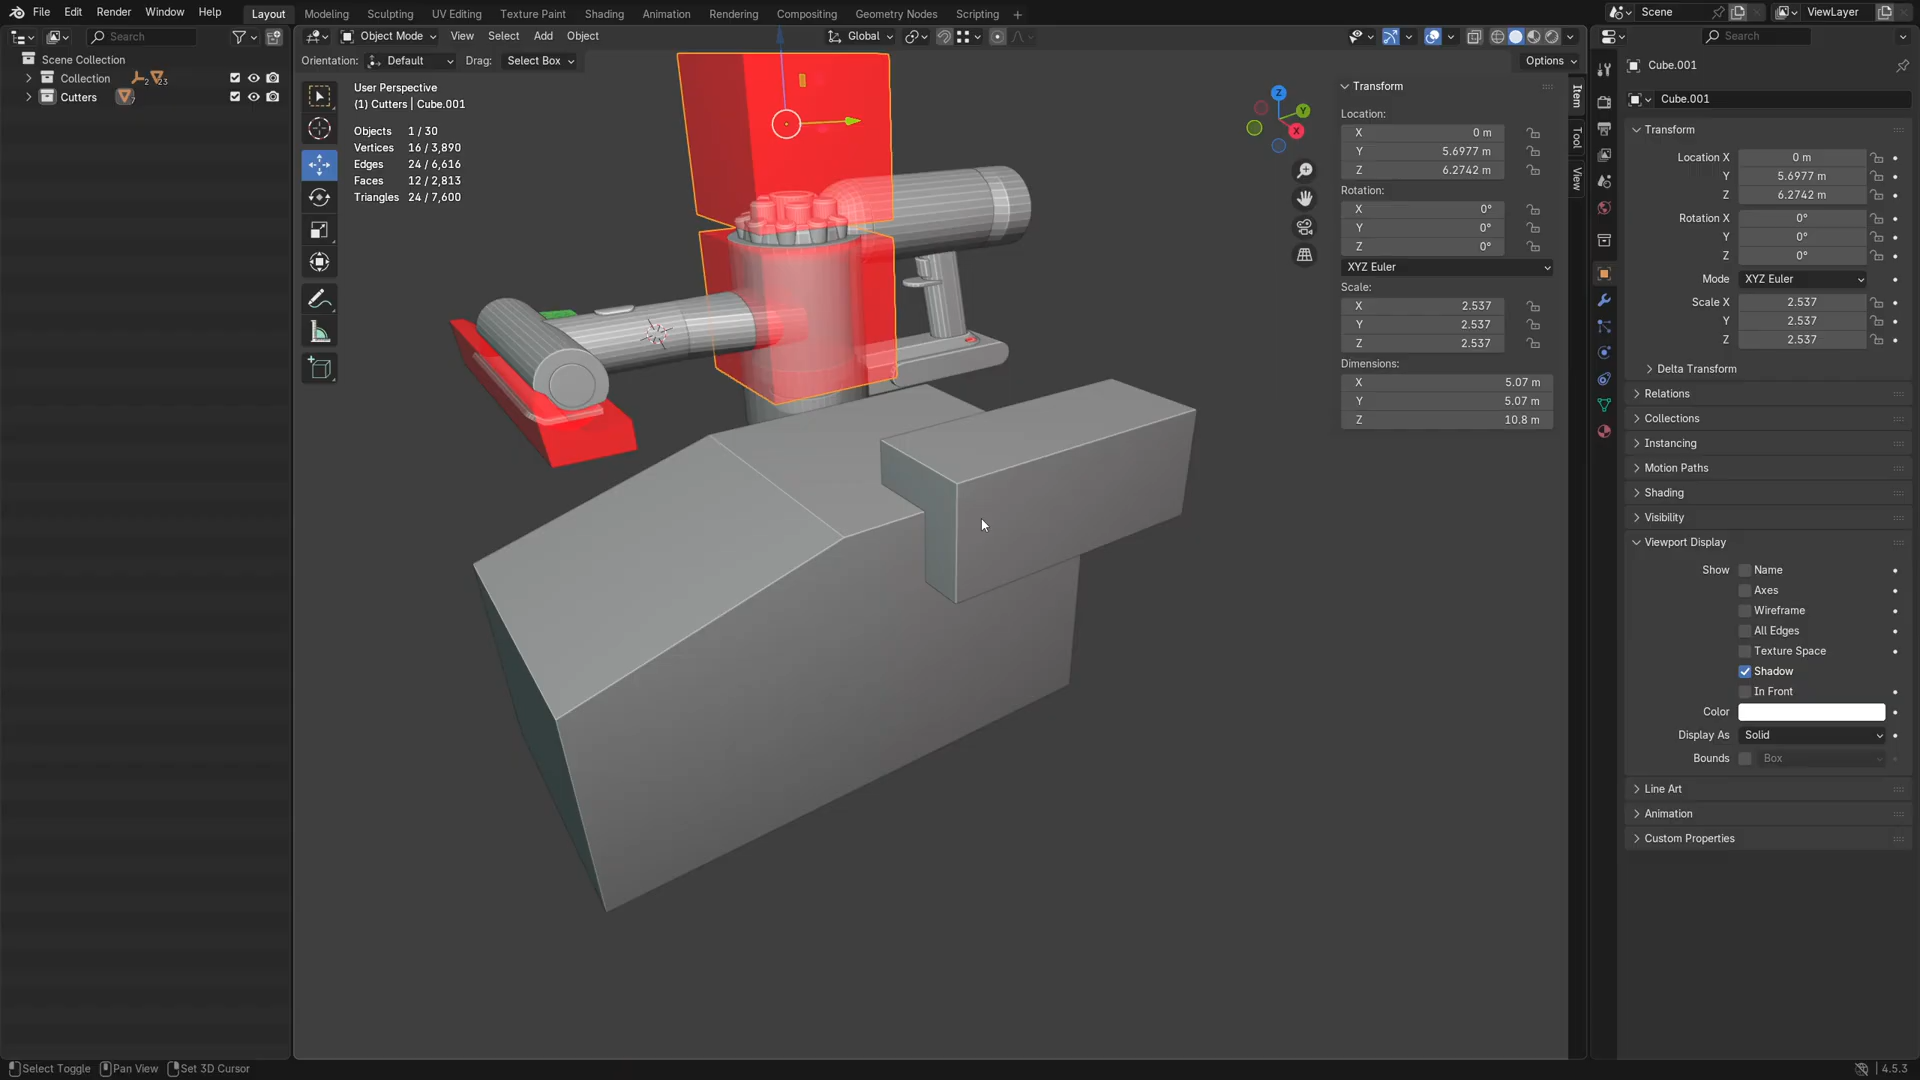 File Edit Render Window Help Layout Modeling Sculpting UV Editing Texture Paint Shading Animation Rendering Compositing Geometry Nodes Scripting + Scene ViewLayer
Search Object Mode View Select Add Object Global Search
Scene Collection
Collection 2 23
Cutters 7
Orientation: Default Drag: Select Box Options
User Perspective
(1) Cutters | Cube.001
Objects 1 / 30
Vertices 16 / 3,890
Edges 24 / 6,616
Faces 12 / 2,813
Triangles 24 / 7,600
Z
Y
X
Transform
Location:
X 0 m
Y 5.6977 m
Z 6.2742 m
Rotation:
X 0°
Y 0°
Z 0°
XYZ Euler
Scale:
X 2.537
Y 2.537
Z 2.537
Dimensions:
X 5.07 m
Y 5.07 m
Z 10.8 m
Item
Tool
View
Cube.001
Cube.001
Transform
Location X 0 m
Y 5.6977 m
Z 6.2742 m
Rotation X 0°
Y 0°
Z 0°
Mode XYZ Euler
Scale X 2.537
Y 2.537
Z 2.537
Delta Transform
Relations
Collections
Instancing
Motion Paths
Shading
Visibility
Viewport Display
Show Name
Axes
Wireframe
All Edges
Texture Space
Shadow
In Front
Color
Display As Solid
Bounds Box
Line Art
Animation
Custom Properties
Select Toggle Pan View Set 3D Cursor 4.5.3